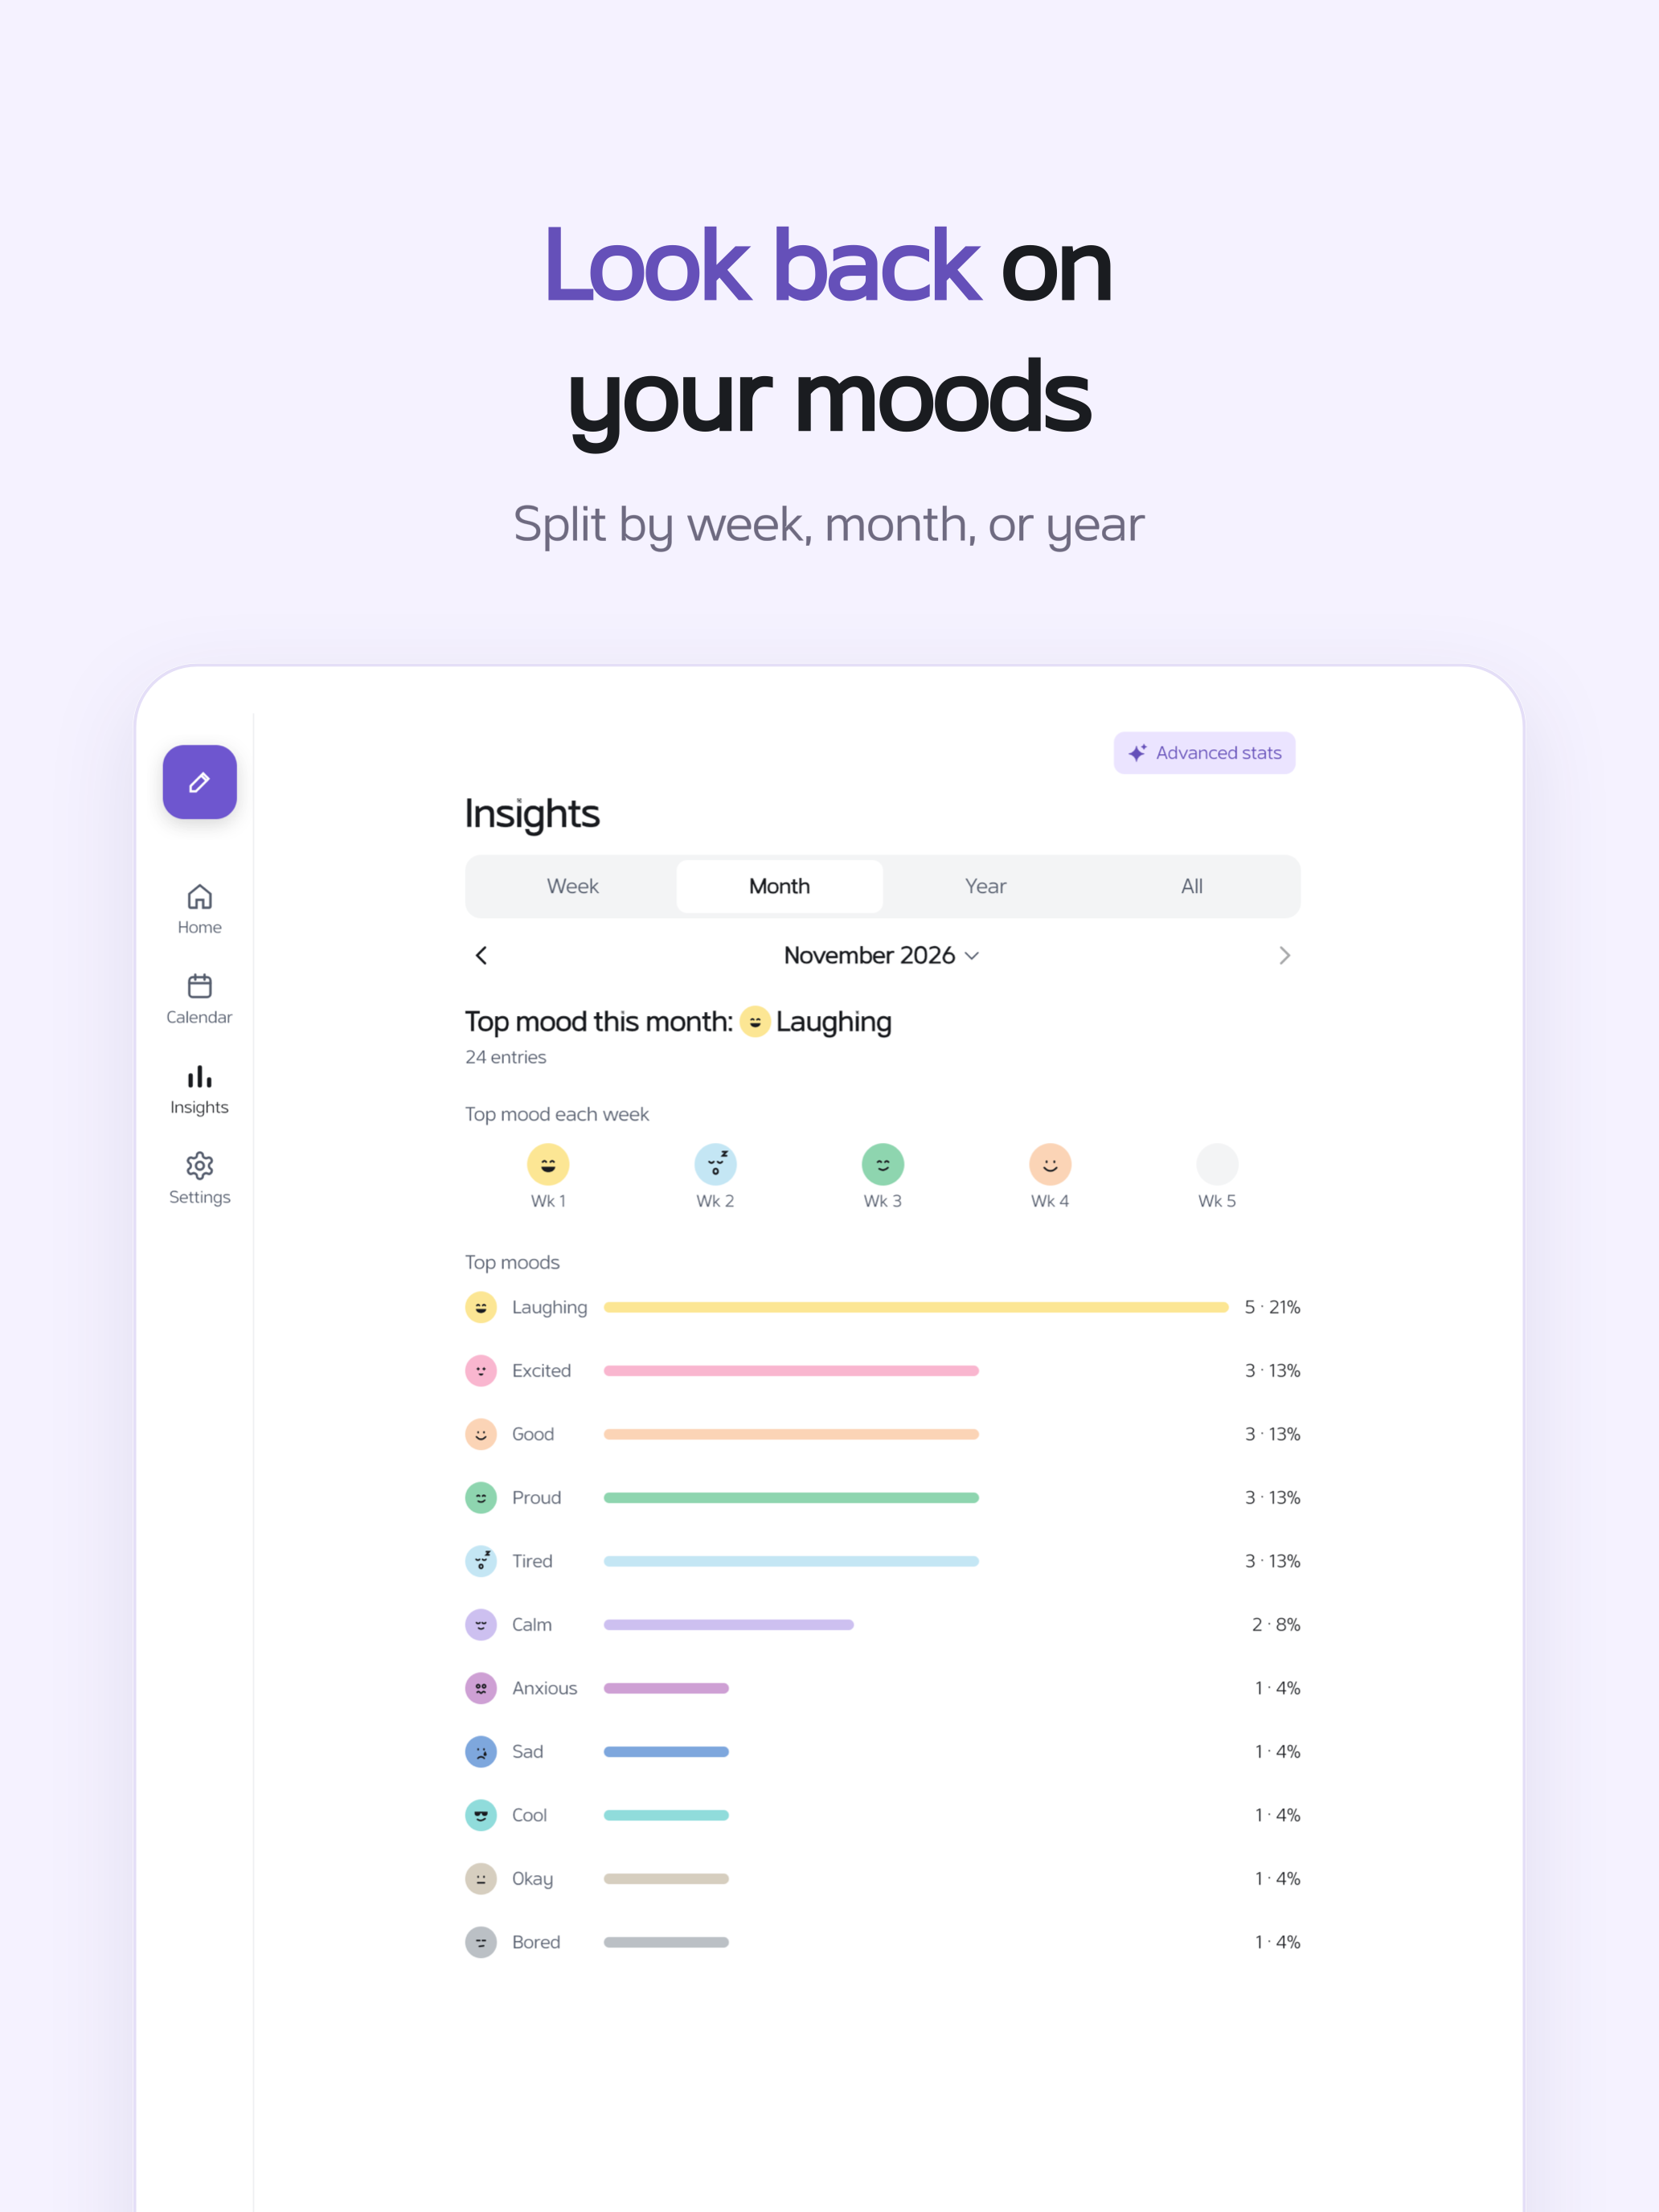 Look back on
your moods
Split by week, month, or year
Advanced stats
Insights
Week Month Year All
November 2026
Top mood this month: Laughing
24 entries
Top mood each week
Wk 1 Wk 2 Wk 3 Wk 4 Wk 5
Top moods
Laughing 5 · 21%
Excited 3 · 13%
Good 3 · 13%
Proud 3 · 13%
Tired 3 · 13%
Calm 2 · 8%
Anxious 1 · 4%
Sad 1 · 4%
Cool 1 · 4%
Okay 1 · 4%
Bored 1 · 4%
Home
Calendar
Insights
Settings